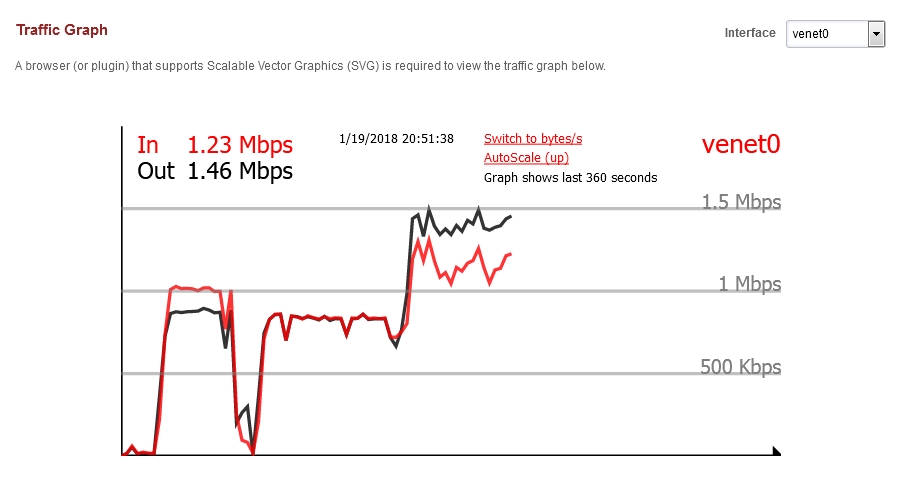 Traffic Graph
Interface venet0
A browser (or plugin) that supports Scalable Vector Graphics (SVG) is required to view the traffic graph below.
In 1.23 Mbps 1/19/2018 20:51:38 Switch to bytes/s venet0
Out 1.46 Mbps AutoScale (up)
Graph shows last 360 seconds
1.5 Mbps
1 Mbps
500 Kbps